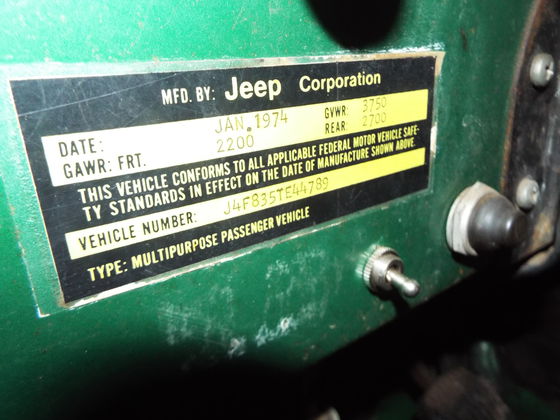 MFD. BY: Jeep Corporation
DATE: JAN. 1974 GVWR: 3750
GAWR: FRT. 2200 REAR: 2700
THIS VEHICLE CONFORMS TO ALL APPLICABLE FEDERAL MOTOR VEHICLE SAFE-
TY STANDARDS IN EFFECT ON THE DATE OF MANUFACTURE SHOWN ABOVE.
VEHICLE NUMBER: J4F835TE44789
TYPE: MULTIPURPOSE PASSENGER VEHICLE